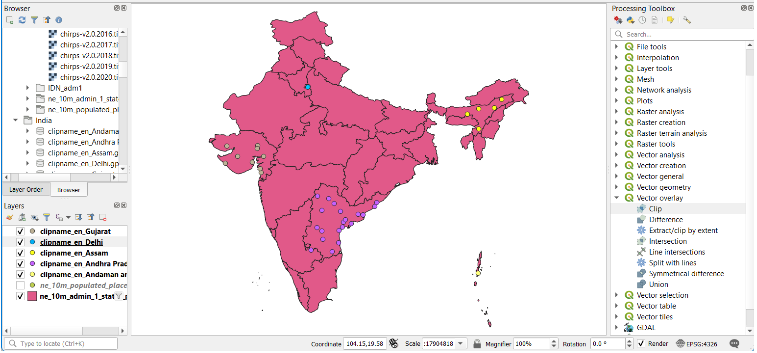 Browser
chirps-v2.0.2016.ti
chirps-v2.0.2017.ti
chirps-v2.0.2018.ti
chirps-v2.0.2019.ti
chirps-v2.0.2020.ti
IDN_adm1
ne_10m_admin_1_stat
ne_10m_populated_plac
India
clipname_en_Andaman
clipname_en_Andhra P
clipname_en_Assam.g
clipname_en_Delhi.gp
Layer Order
Browser
Layers
clipname_en_Gujarat
clipname_en_Delhi
clipname_en_Assam
clipname_en_Andhra Prad
clipname_en_Andaman an
ne_10m_populated_place
ne_10m_admin_1_stat
Processing Toolbox
Search...
File tools
Interpolation
Layer tools
Mesh
Network analysis
Plots
Raster analysis
Raster creation
Raster terrain analysis
Raster tools
Vector analysis
Vector creation
Vector general
Vector geometry
Vector overlay
Clip
Difference
Extract/clip by extent
Intersection
Line intersections
Split with lines
Symmetrical difference
Union
Vector selection
Vector table
Vector tiles
GDAL
Type to locate (Ctrl+K)
Coordinate 104.15,19.58 Scale :17904818 Magnifier 100% Rotation 0.0 ° Render EPSG:4326